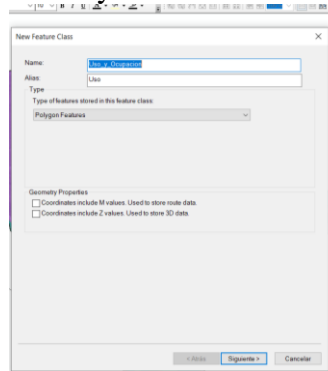 New Feature Class
Name: Uso_y_Ocupacion
Alias: Uso
Type
Type of features stored in this feature class:
Polygon Features
Geometry Properties
Coordinates include M values. Used to store route data.
Coordinates include Z values. Used to store 3D data.
< Atrás Siguiente > Cancelar